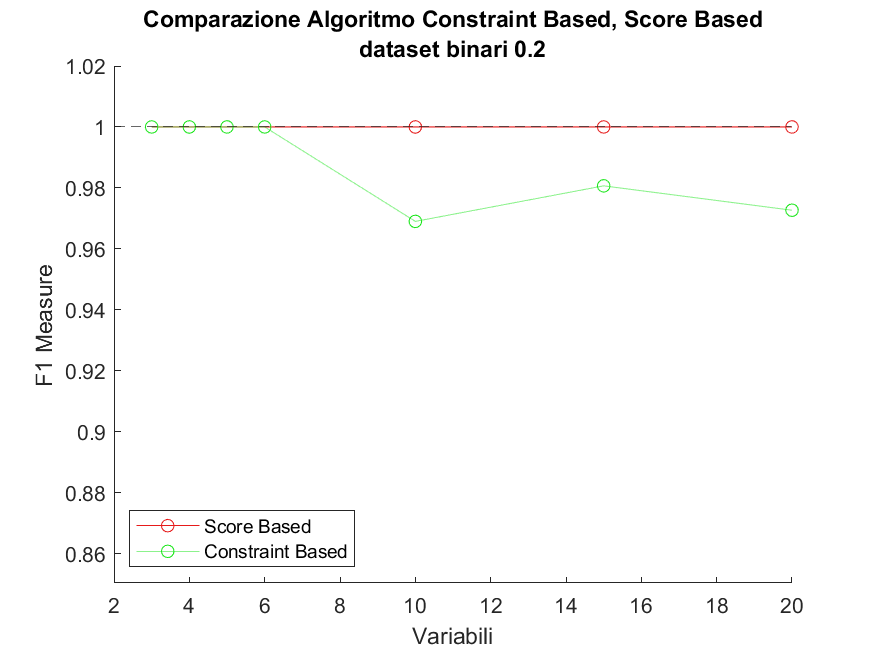 Comparazione Algoritmo Constraint Based, Score Based
dataset binari 0.2
1.02
1
0.98
0.96
0.94
0.92
0.9
0.88
0.86
F1 Measure
Score Based
Constraint Based
2 4 6 8 10 12 14 16 18 20
Variabili